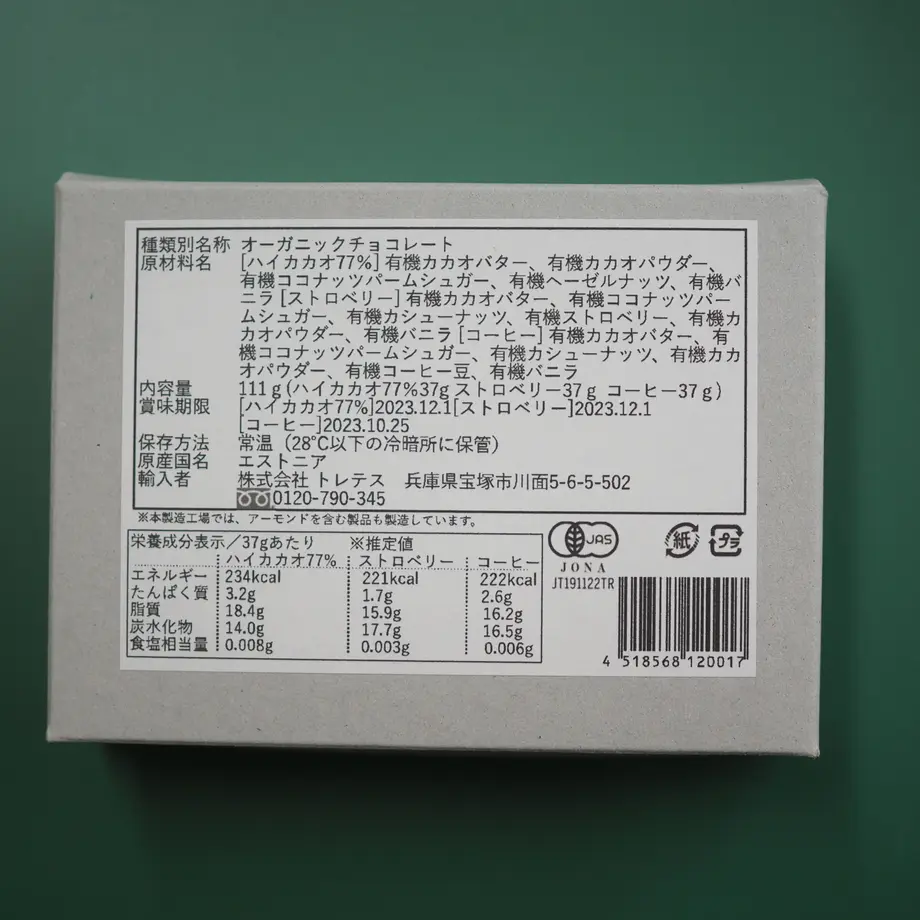 種類別名称 オーガニックチョコレート
原材料名 [ハイカカオ77%] 有機カカオバター、有機カカオパウダー、
有機ココナッツパームシュガー、有機ヘーゼルナッツ、有機バ
ニラ [ストロベリー] 有機カカオバター、有機ココナッツパー
ムシュガー、有機カシューナッツ、有機ストロベリー、有機カ
カオパウダー、有機バニラ [コーヒー] 有機カカオバター、有
機ココナッツパームシュガー、有機カシューナッツ、有機カカ
オパウダー、有機コーヒー豆、有機バニラ
内容量 111g(ハイカカオ77%37g ストロベリー37g コーヒー37g)
賞味期限 [ハイカカオ77%]2023.12.1[ストロベリー]2023.12.1
[コーヒー]2023.10.25
保存方法 常温(28℃以下の冷暗所に保管)
原産国名 エストニア
輸入者 株式会社 トレテス 兵庫県宝塚市川面5-6-5-502
0120-790-345
※本製造工場では、アーモンドを含む製品も製造しています。
栄養成分表示/37gあたり ※推定値
ハイカカオ77% ストロベリー コーヒー
エネルギー 234kcal 221kcal 222kcal
たんぱく質 3.2g 1.7g 2.6g
脂質 18.4g 15.9g 16.2g
炭水化物 14.0g 17.7g 16.5g
食塩相当量 0.008g 0.003g 0.006g
JAS
JONA
JT191122TR
紙
プラ
4 518568 120017